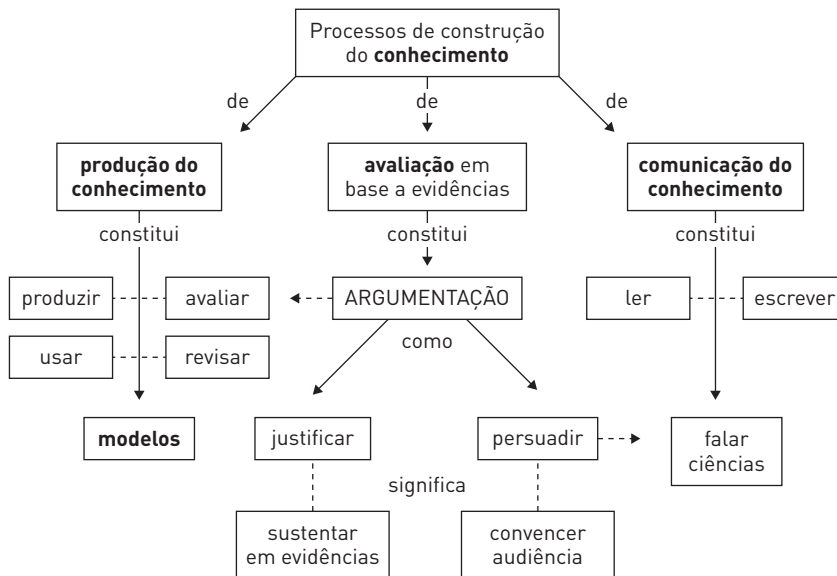 Processos de construção
do conhecimento
de
de
de
produção do
conhecimento
avaliação em
base a evidências
comunicação do
conhecimento
constitui
constitui
constitui
produzir
avaliar
ARGUMENTAÇÃO
ler
escrever
usar
revisar
como
modelos
justificar
persuadir
falar
ciências
significa
sustentar
em evidências
convencer
audiência